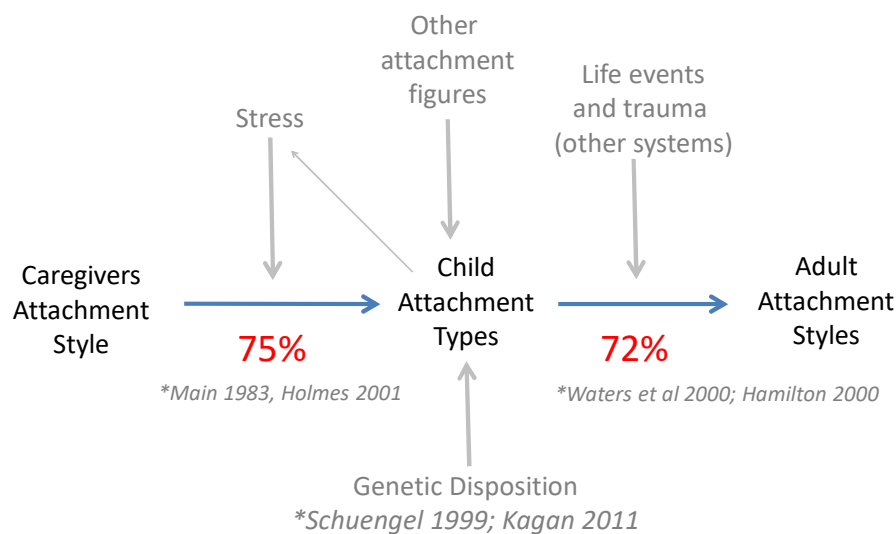 Other
attachment
figures
Life events
and trauma
(other systems)
Stress
Caregivers
Attachment
Style
Child
Attachment
Types
Adult
Attachment
Styles
75%
72%
*Main 1983, Holmes 2001
*Waters et al 2000; Hamilton 2000
Genetic Disposition
*Schuengel 1999; Kagan 2011